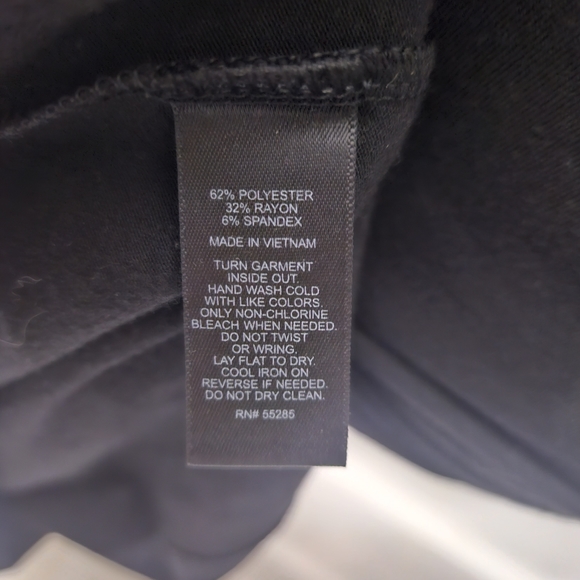 62% POLYESTER
32% RAYON
6% SPANDEX
MADE IN VIETNAM
TURN GARMENT
INSIDE OUT.
HAND WASH COLD
WITH LIKE COLORS.
ONLY NON-CHLORINE
BLEACH WHEN NEEDED.
DO NOT TWIST
OR WRING.
LAY FLAT TO DRY.
COOL IRON ON
REVERSE IF NEEDED.
DO NOT DRY CLEAN.
RN# 55285